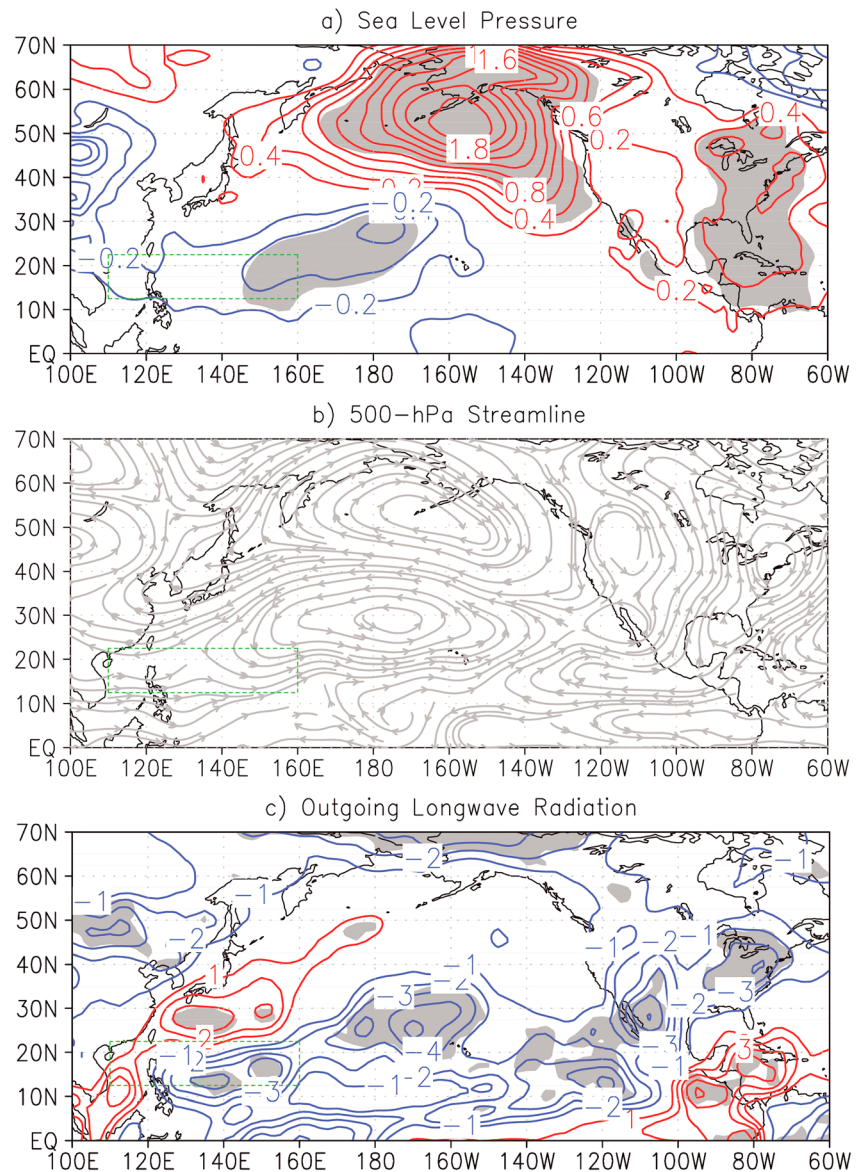 a) Sea Level Pressure
70N
60N
50N
40N
30N
20N
10N
EQ
1.6
0.6
0.4
0.4
0.2
1.8
0.8
-0.2
0.4
-0.2
0.2
-0.2
100E 120E 140E 160E 180 160W 140W 120W 100W 80W 60W
b) 500-hPa Streamline
70N
60N
50N
40N
30N
20N
10N
EQ
100E 120E 140E 160E 180 160W 140W 120W 100W 80W 60W
c) Outgoing Longwave Radiation
70N
60N
50N
40N
30N
20N
10N
EQ
-2
-1
-1
-1
-2
-1
-2
-1
1
-1
-2
-3
-3
-2
2
-3
3
-1
-4
-1
-3
-1
-2
-2
-1
1
100E 120E 140E 160E 180 160W 140W 120W 100W 80W 60W